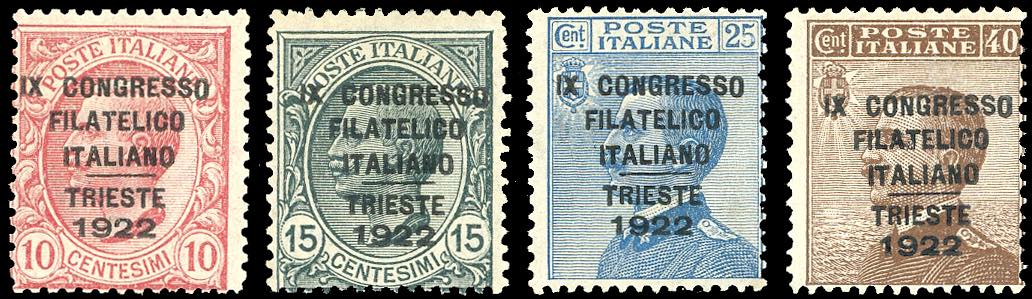 POSTE ITALIANE
IX CONGRESSO
FILATELICO
ITALIANO
TRIESTE
1922
10 10
CENTESIMI
POSTE ITALIANE
IX CONGRESSO
FILATELICO
ITALIANO
TRIESTE
1922
15 15
CENTESIMI
Cent. POSTE 25
ITALIANE
IX CONGRESSO
FILATELICO
ITALIANO
TRIESTE
1922
Cent. POSTE 40
ITALIANE
IX CONGRESSO
FILATELICO
ITALIANO
TRIESTE
1922